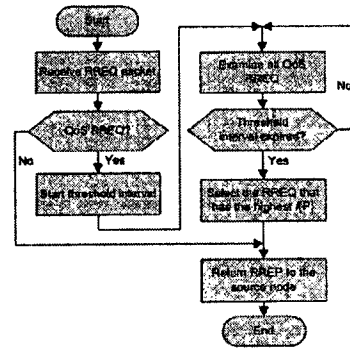 Start
Receive RREQ packet
QoS RREQ?
No
Yes
Start threshold interval
Examine all QoS
RREQ
No
Threshold
interval expired?
Yes
Select the RREQ that
has the highest
Return RREP to the
source node
End